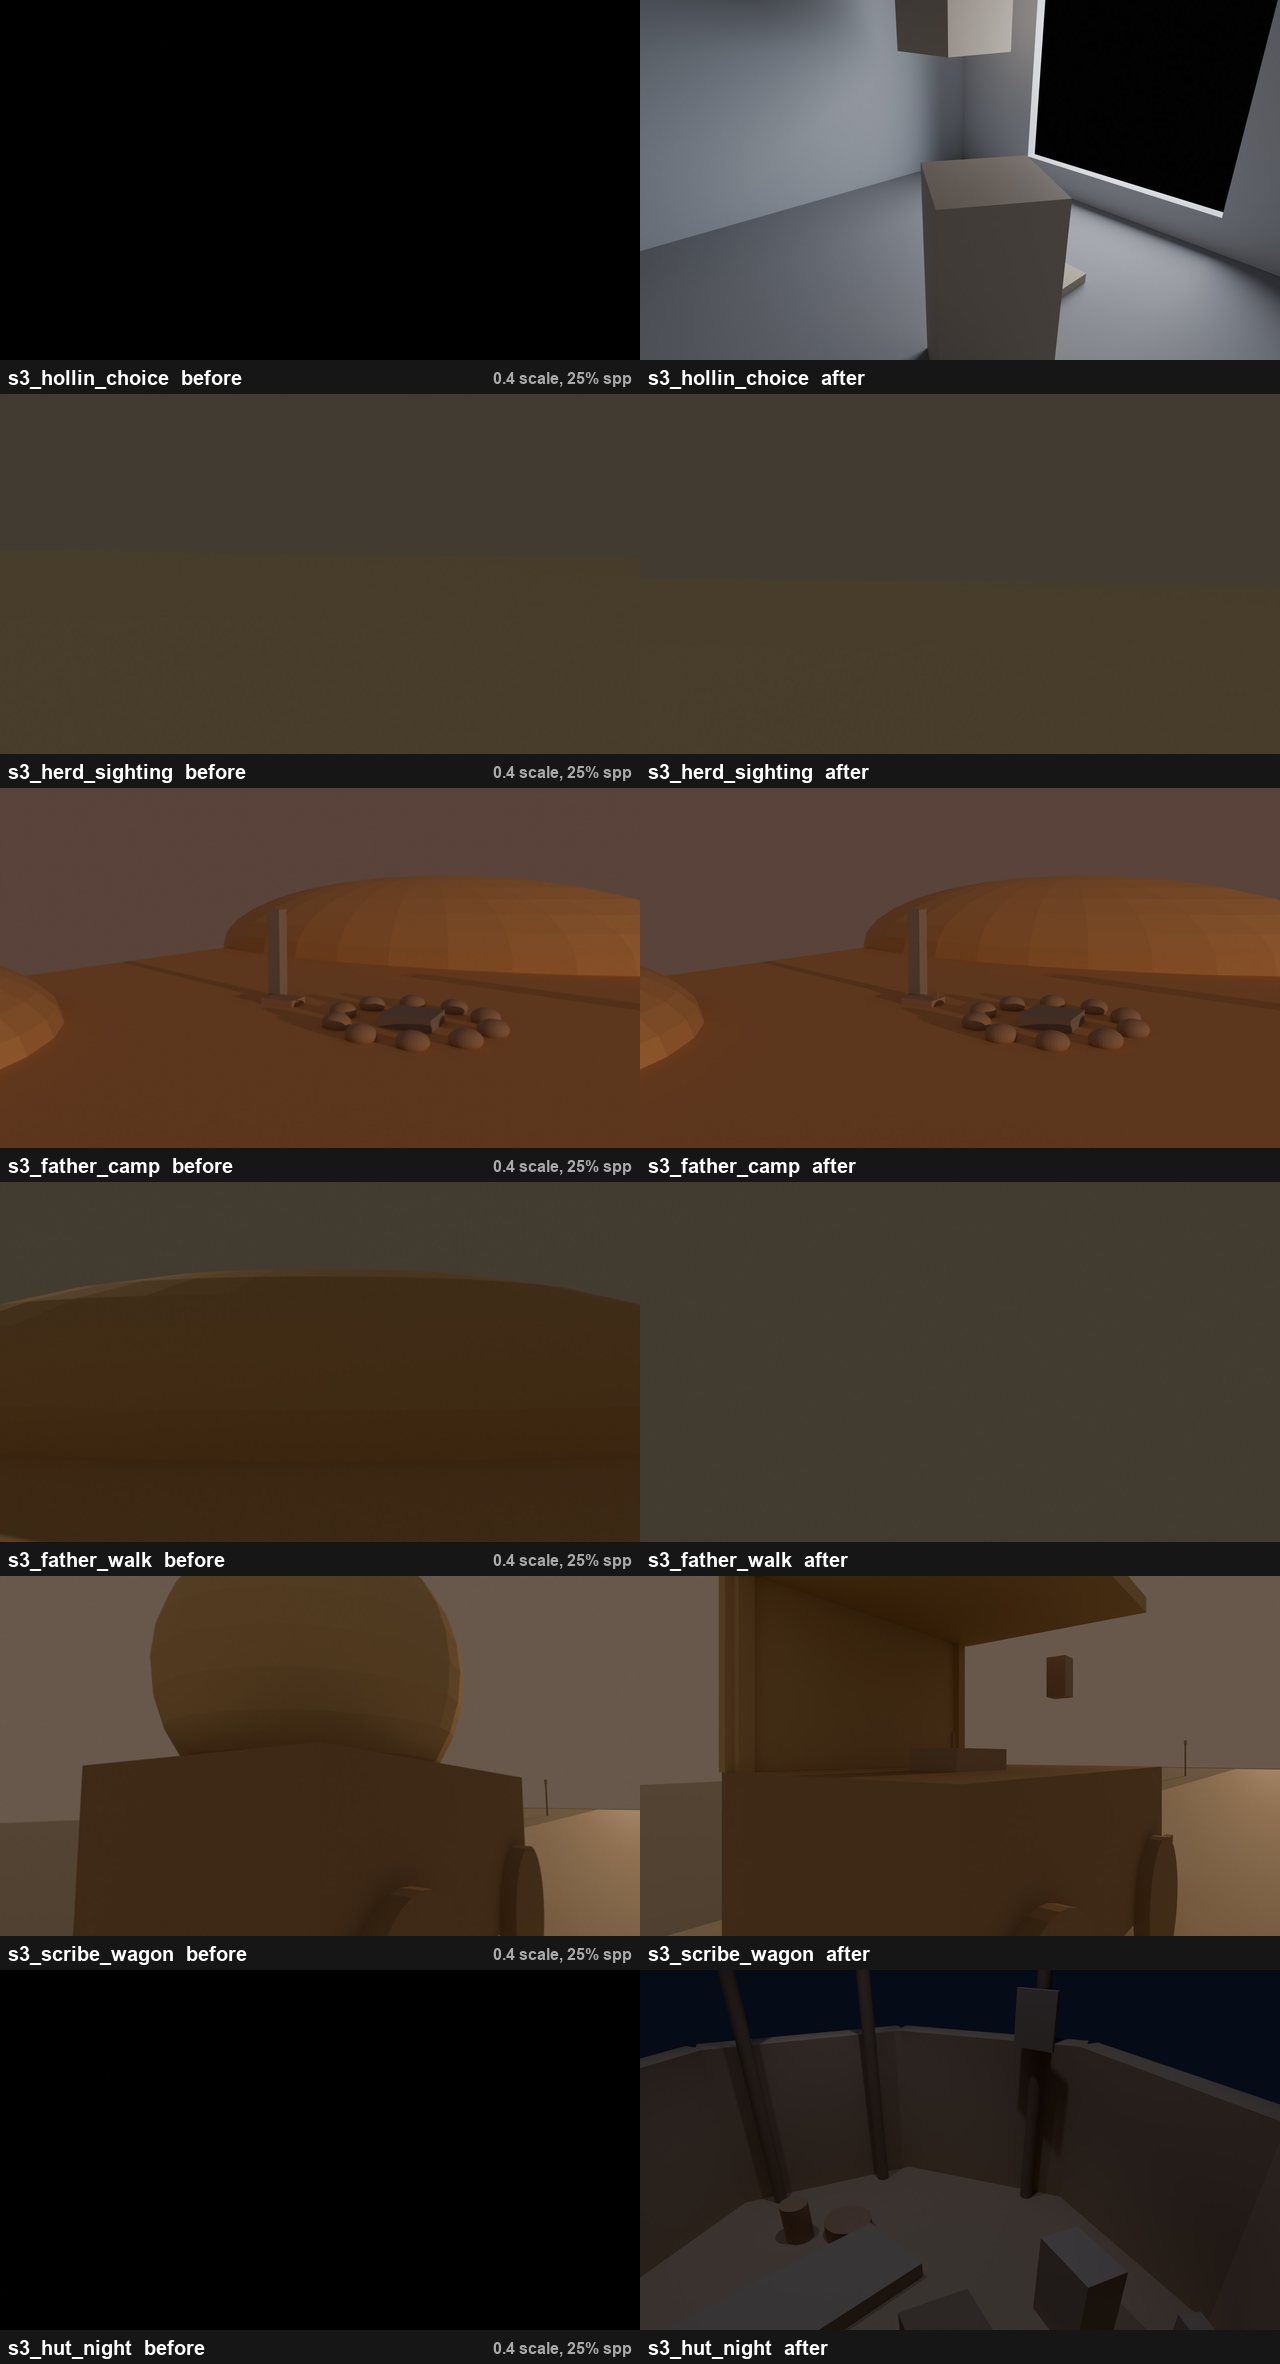 s3_hollin_choice before 0.4 scale, 25% spp s3_hollin_choice after
s3_herd_sighting before 0.4 scale, 25% spp s3_herd_sighting after
s3_father_camp before 0.4 scale, 25% spp s3_father_camp after
s3_father_walk before 0.4 scale, 25% spp s3_father_walk after
s3_scribe_wagon before 0.4 scale, 25% spp s3_scribe_wagon after
s3_hut_night before 0.4 scale, 25% spp s3_hut_night after